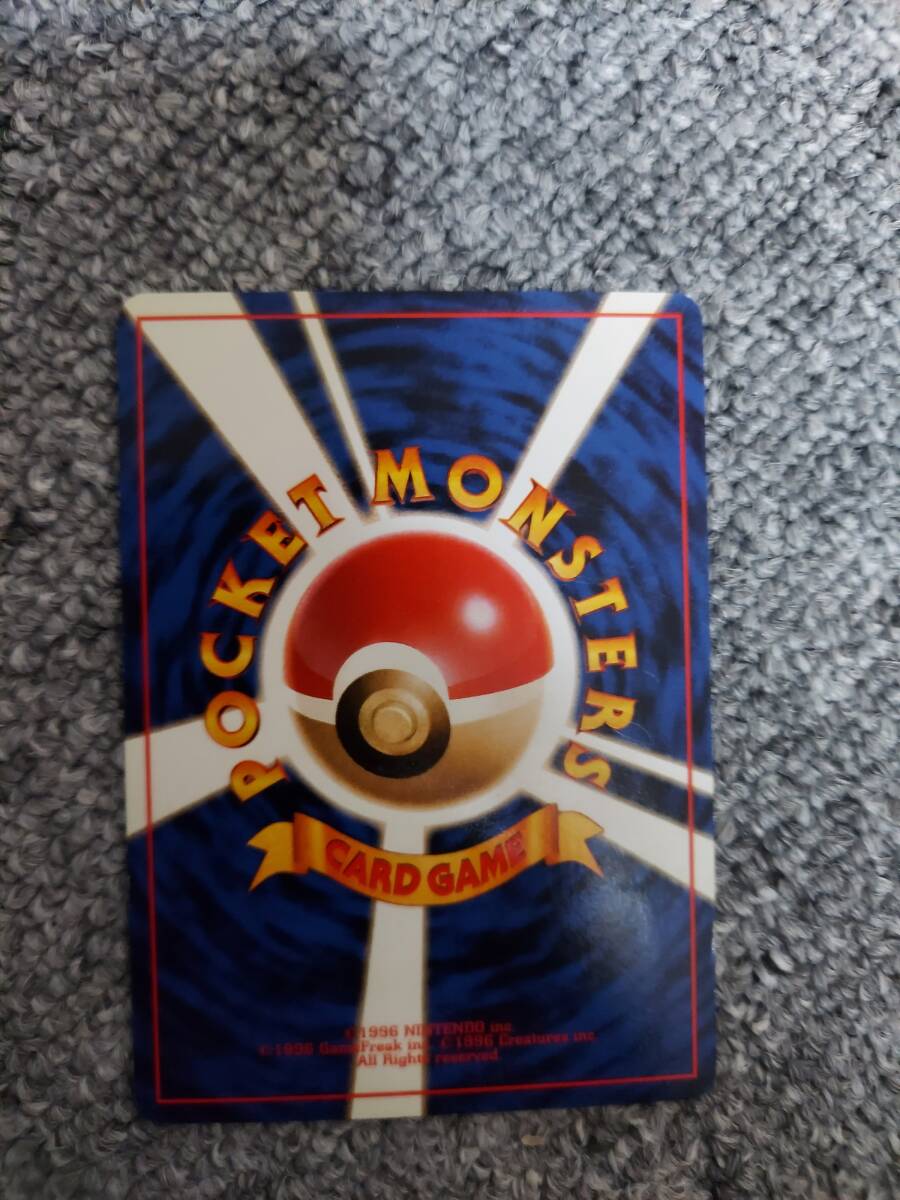 POCKET MONSTERS
CARD GAME
©1996 NINTENDO inc.
©1996 GameFreak inc. ©1996 Creatures inc.
All Rights reserved.